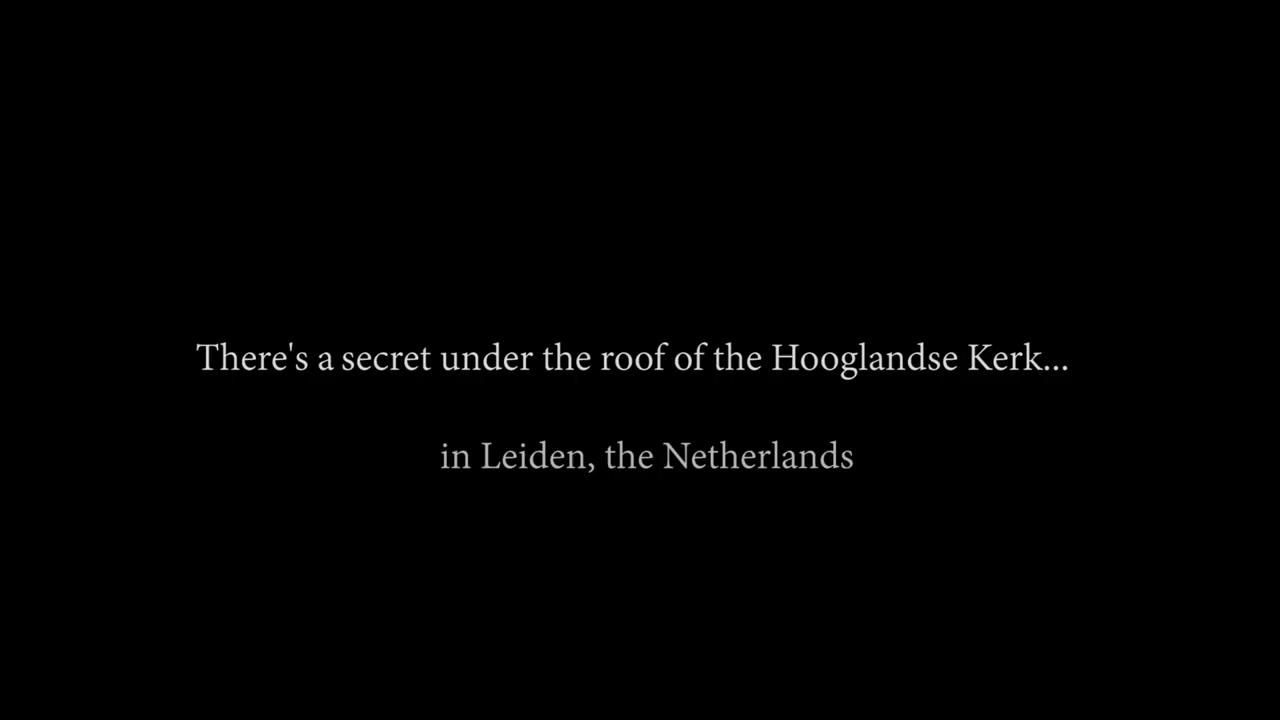 There's a secret under the roof of the Hooglandse Kerk...
in Leiden, the Netherlands